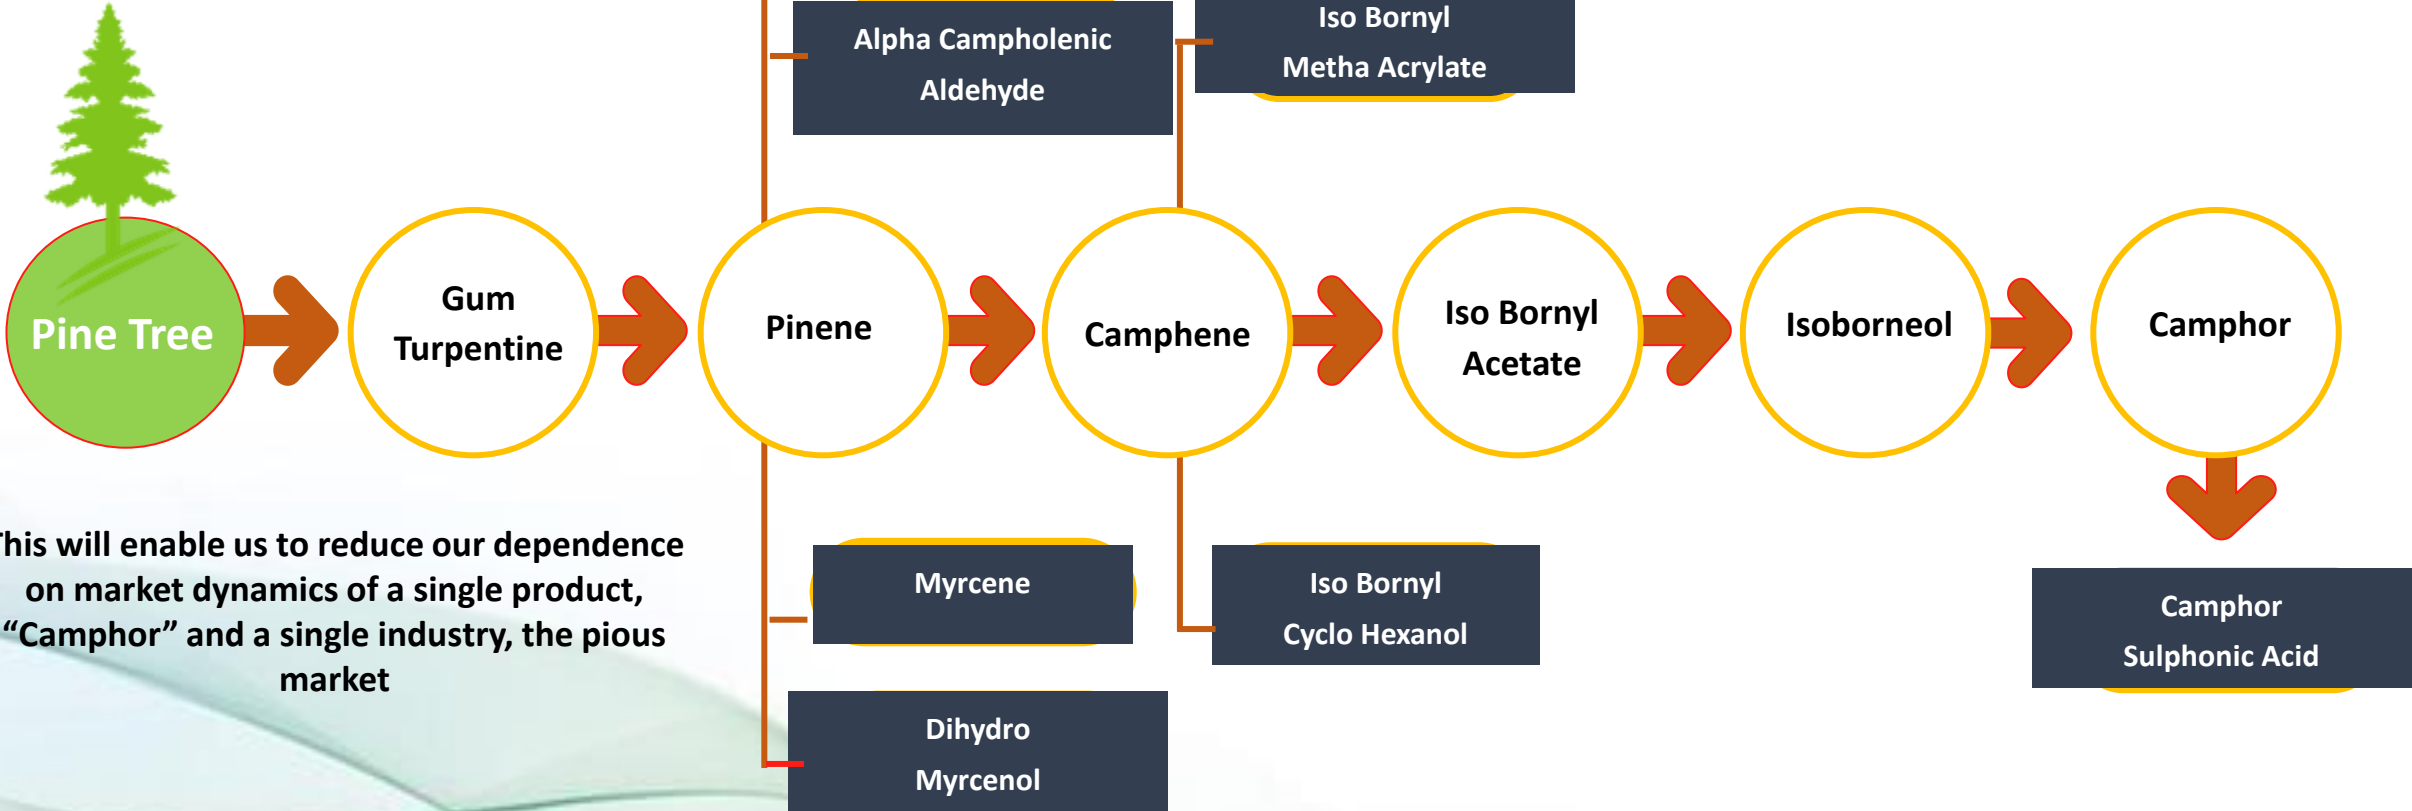 Alpha Campholenic
Aldehyde
Iso Bornyl
Metha Acrylate
Pine Tree
Gum
Turpentine
Pinene
Camphene
Iso Bornyl
Acetate
Isoborneol
Camphor
This will enable us to reduce our dependence
on market dynamics of a single product,
“Camphor” and a single industry, the pious
market
Myrcene
Iso Bornyl
Cyclo Hexanol
Camphor
Sulphonic Acid
Dihydro
Myrcenol